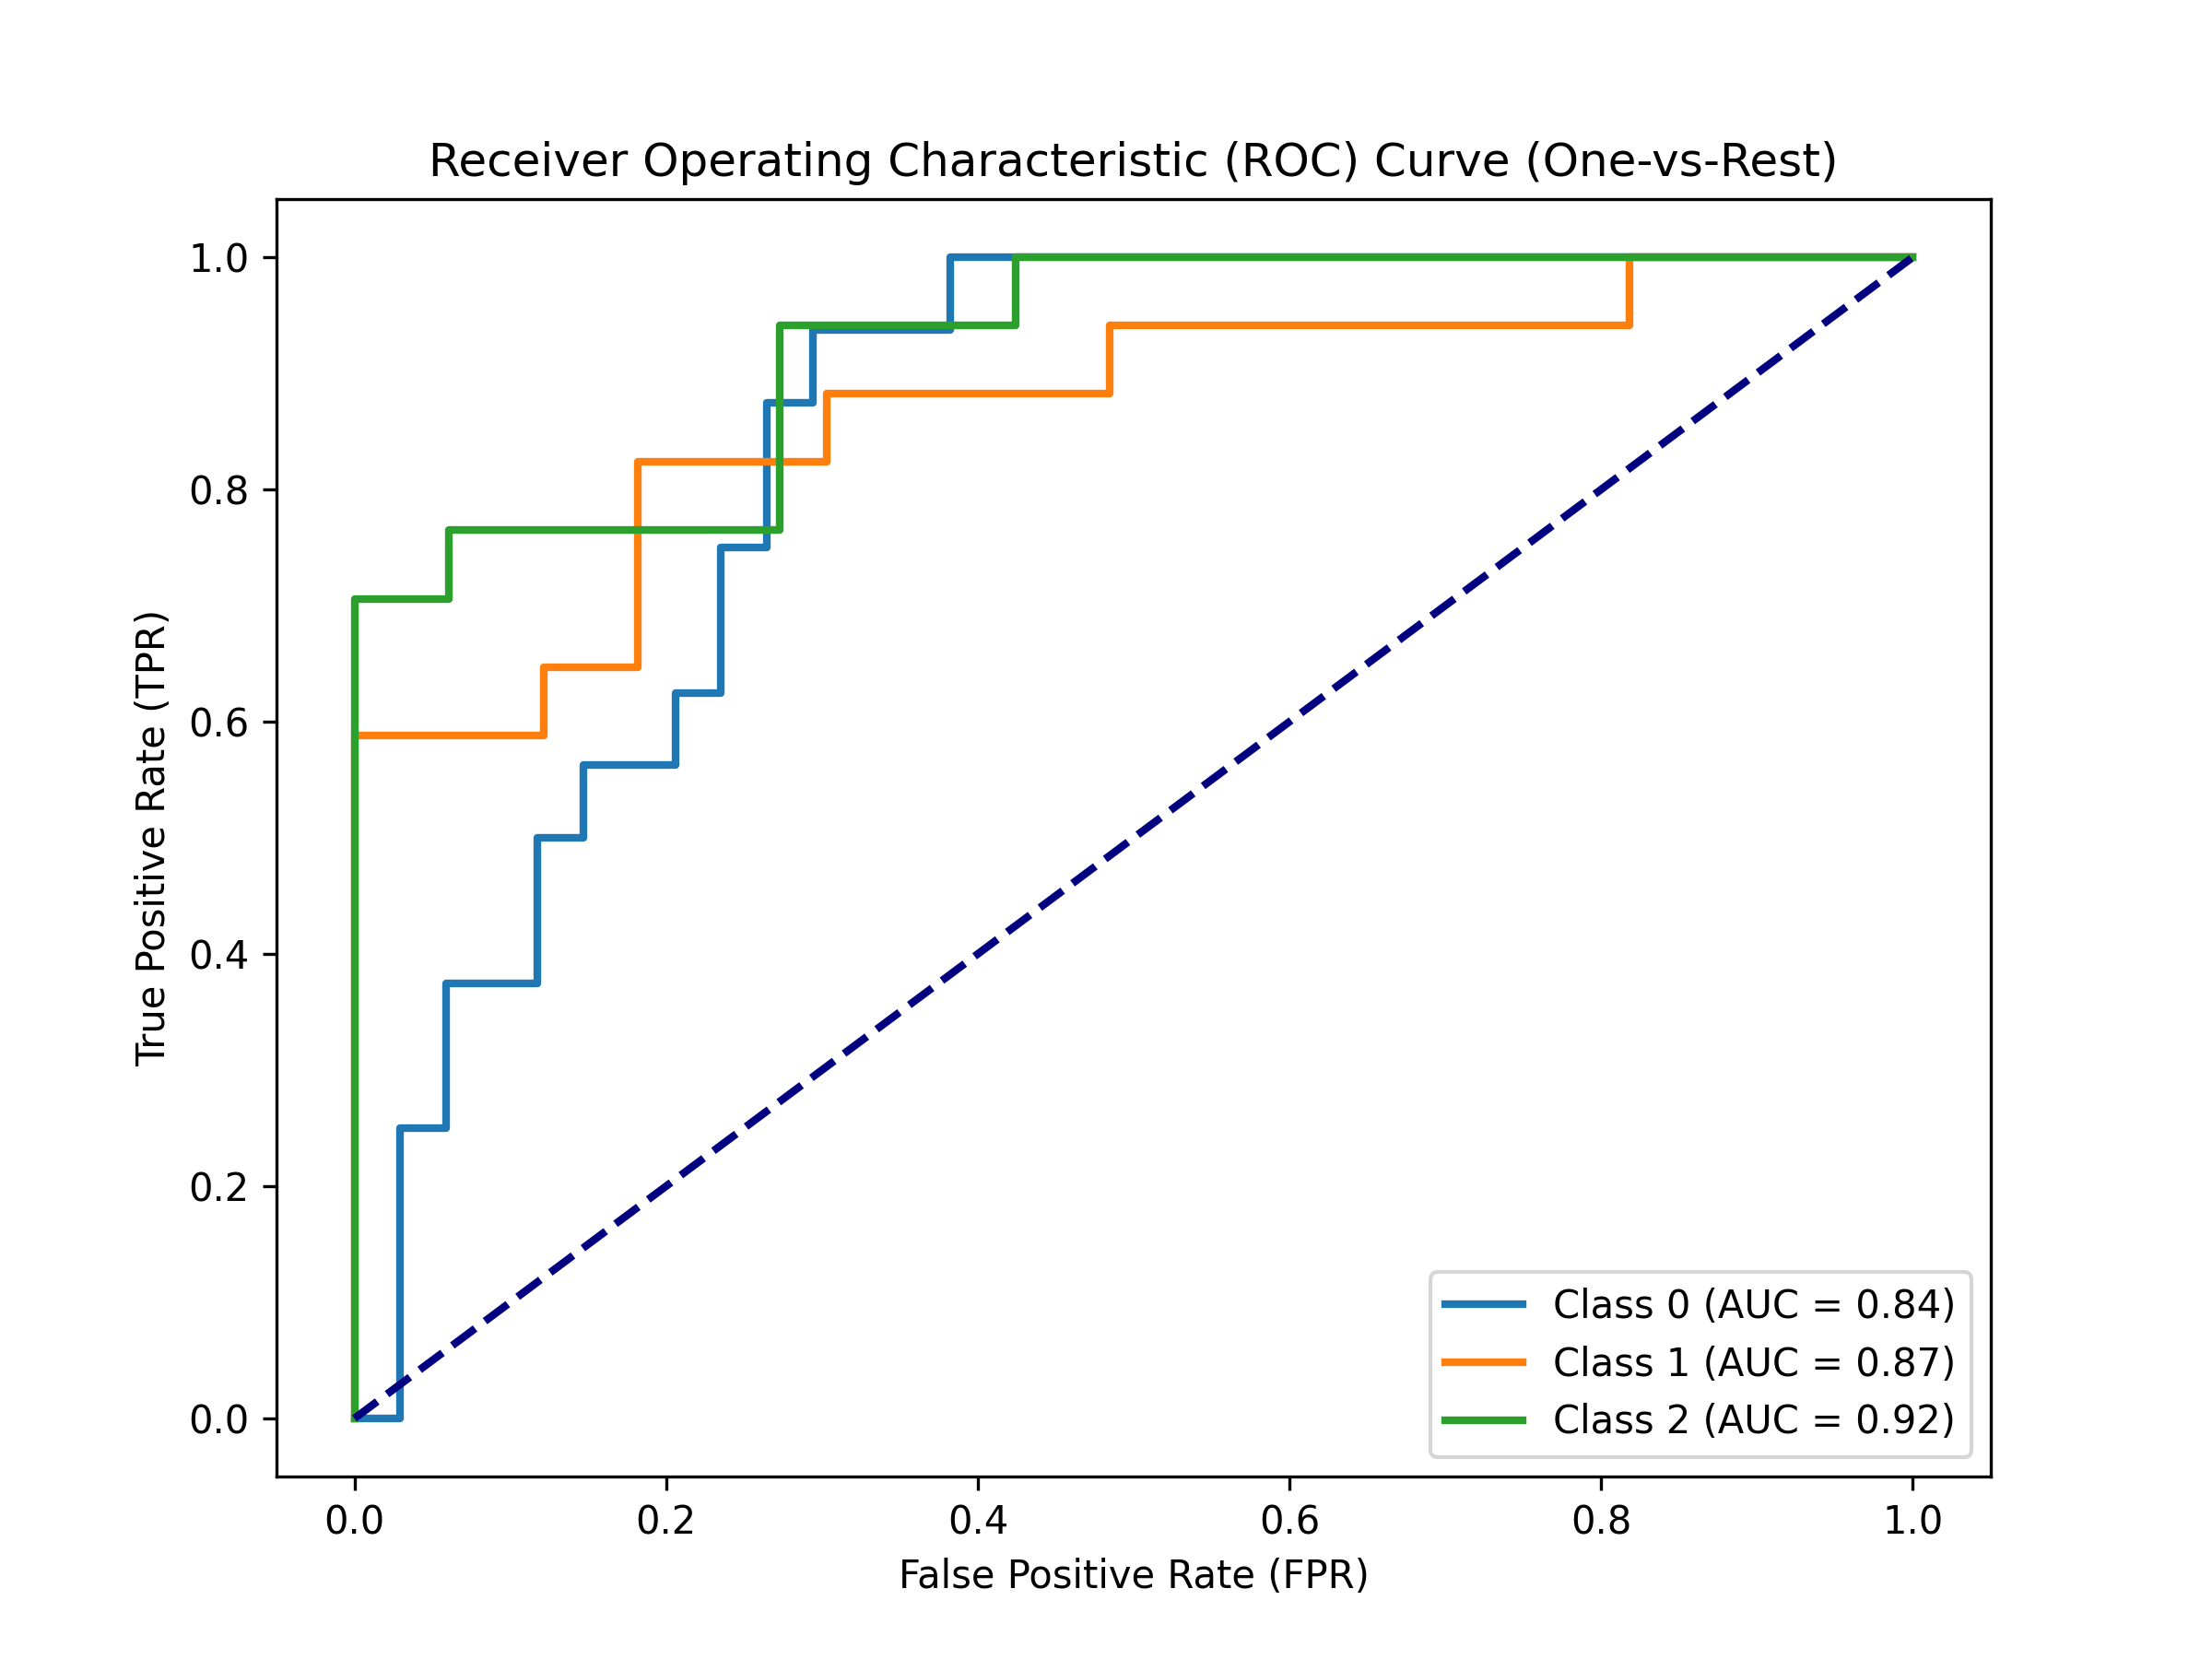 Receiver Operating Characteristic (ROC) Curve (One-vs-Rest)
True Positive Rate (TPR)
1.0
0.8
0.6
0.4
0.2
0.0
Class 0 (AUC = 0.84)
Class 1 (AUC = 0.87)
Class 2 (AUC = 0.92)
0.0 0.2 0.4 0.6 0.8 1.0
False Positive Rate (FPR)